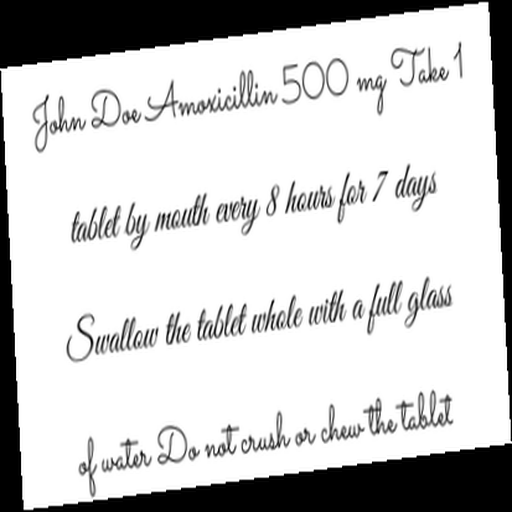 John Doe Amoxicillin 500 mg Take 1
tablet by mouth every 8 hours for 7 days
Swallow the tablet whole with a full glass
of water Do not crush or chew the tablet